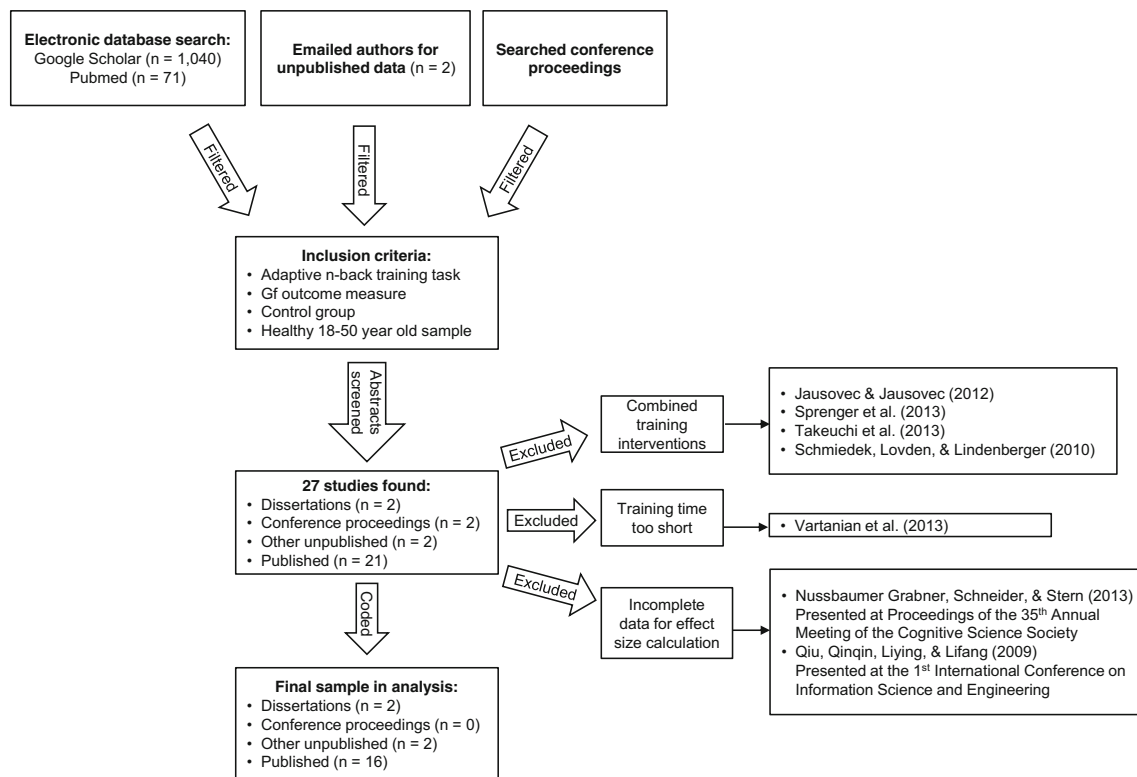 Electronic database search:
Google Scholar (n = 1,040)
Pubmed (n = 71)
Emailed authors for
unpublished data (n = 2)
Searched conference
proceedings
Filtered
Filtered
Filtered
Inclusion criteria:
• Adaptive n-back training task
• Gf outcome measure
• Control group
• Healthy 18-50 year old sample
Abstracts
screened
27 studies found:
• Dissertations (n = 2)
• Conference proceedings (n = 2)
• Other unpublished (n = 2)
• Published (n = 21)
Excluded
Combined
training
interventions
• Jausovec & Jausovec (2012)
• Sprenger et al. (2013)
• Takeuchi et al. (2013)
• Schmiedek, Lovden, & Lindenberger (2010)
Excluded
Training time
too short
• Vartanian et al. (2013)
Excluded
Incomplete
data for effect
size calculation
• Nussbaumer Grabner, Schneider, & Stern (2013)
Presented at Proceedings of the 35th Annual
Meeting of the Cognitive Science Society
• Qiu, Qinqin, Liying, & Lifang (2009)
Presented at the 1st International Conference on
Information Science and Engineering
Coded
Final sample in analysis:
• Dissertations (n = 2)
• Conference proceedings (n = 0)
• Other unpublished (n = 2)
• Published (n = 16)